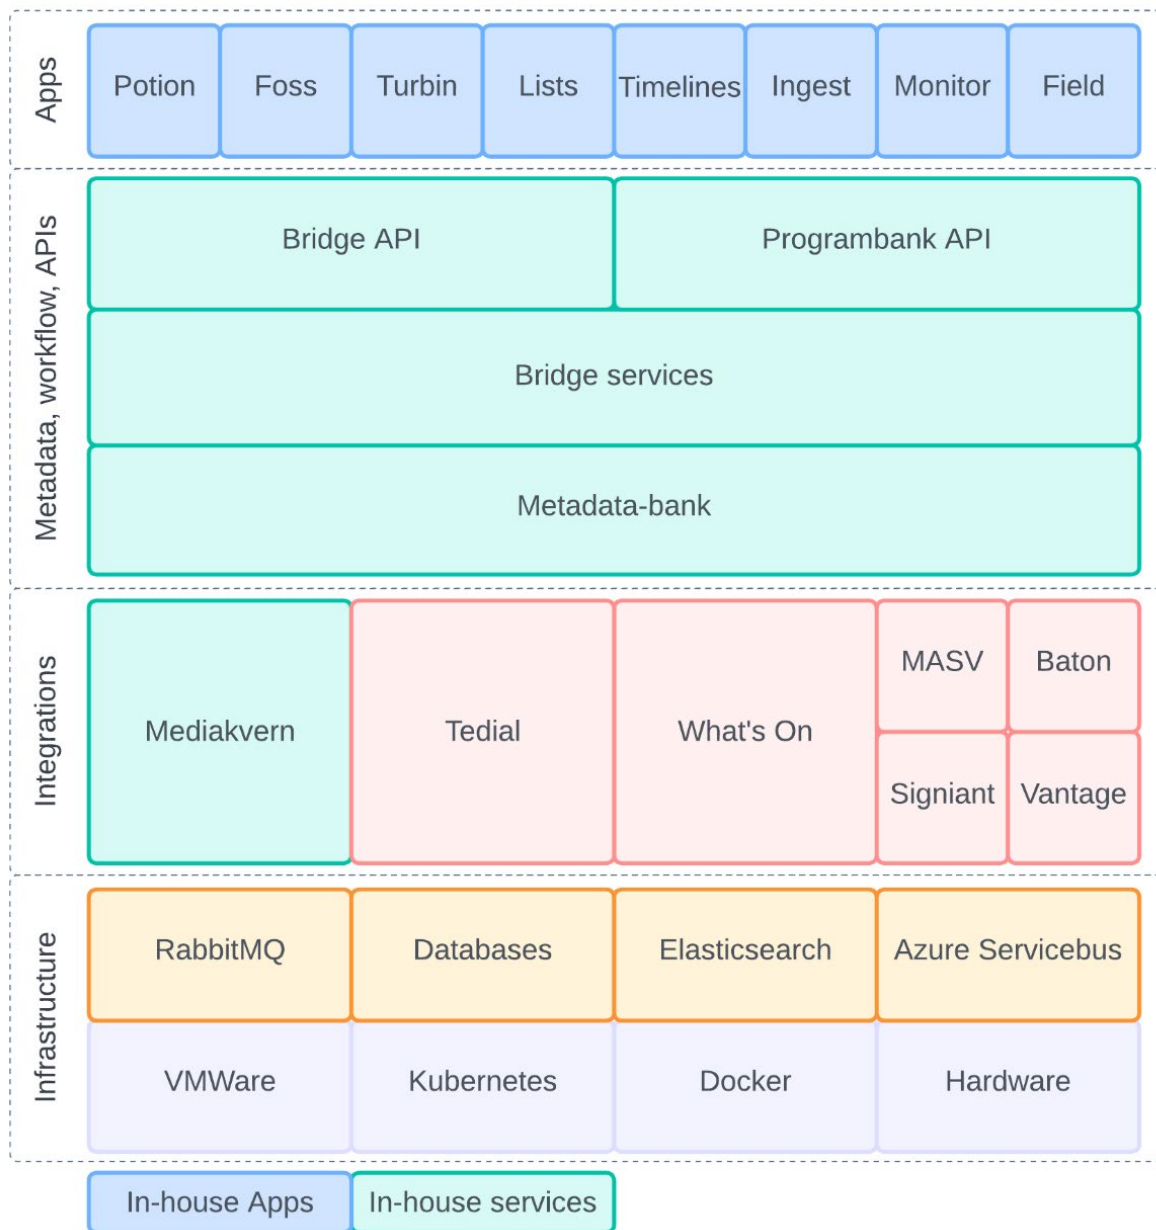 Apps
Potion
Foss
Turbin
Lists
Timelines
Ingest
Monitor
Field
Metadata, workflow, APIs
Bridge API
Programbank API
Bridge services
Metadata-bank
Integrations
Mediakvern
Tedial
What's On
MASV
Baton
Signiant
Vantage
Infrastructure
RabbitMQ
Databases
Elasticsearch
Azure Servicebus
VMWare
Kubernetes
Docker
Hardware
In-house Apps
In-house services